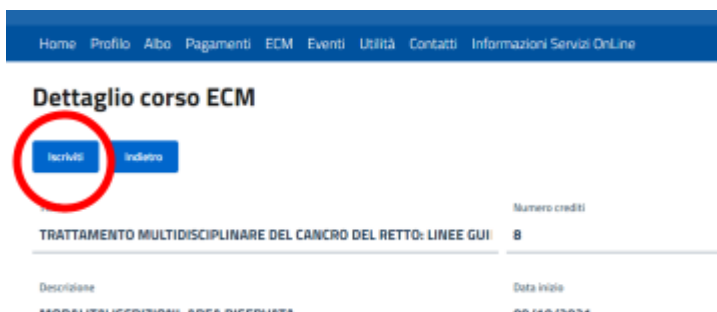 Home Profilo Albo Pagamenti ECM Eventi Utilità Contatti Informazioni Servizi OnLine
Dettaglio corso ECM
Iscriviti Indietro
Numero crediti
TRATTAMENTO MULTIDISCIPLINARE DEL CANCRO DEL RETTO: LINEE GUI 8
Descrizione Data inizio